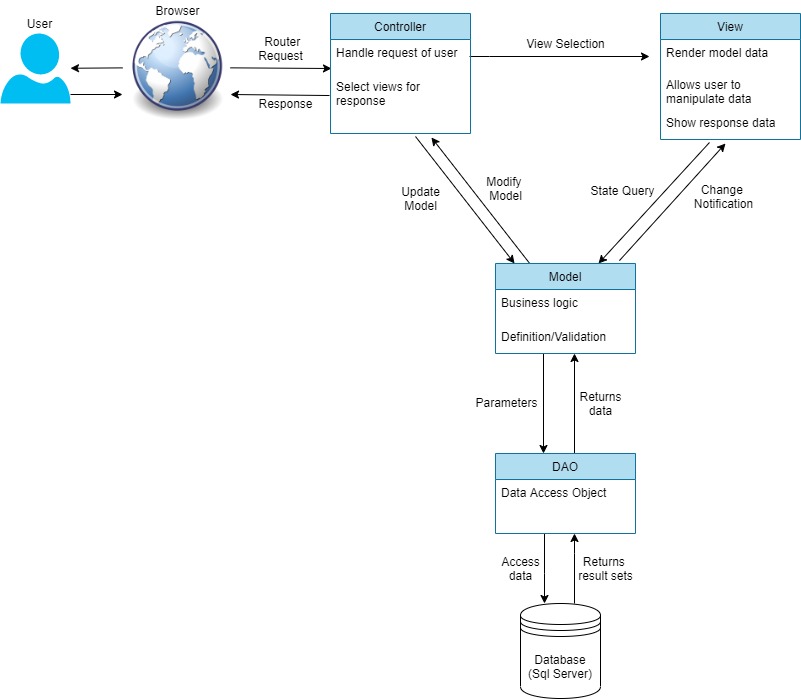 User
Browser
Router
Request
Response
Controller
Handle request of user
Select views for
response
View Selection
View
Render model data
Allows user to
manipulate data
Show response data
Update
Model
Modify
Model
State Query
Change
Notification
Model
Business logic
Definition/Validation
Parameters
Returns
data
DAO
Data Access Object
Access
data
Returns
result sets
Database
(Sql Server)